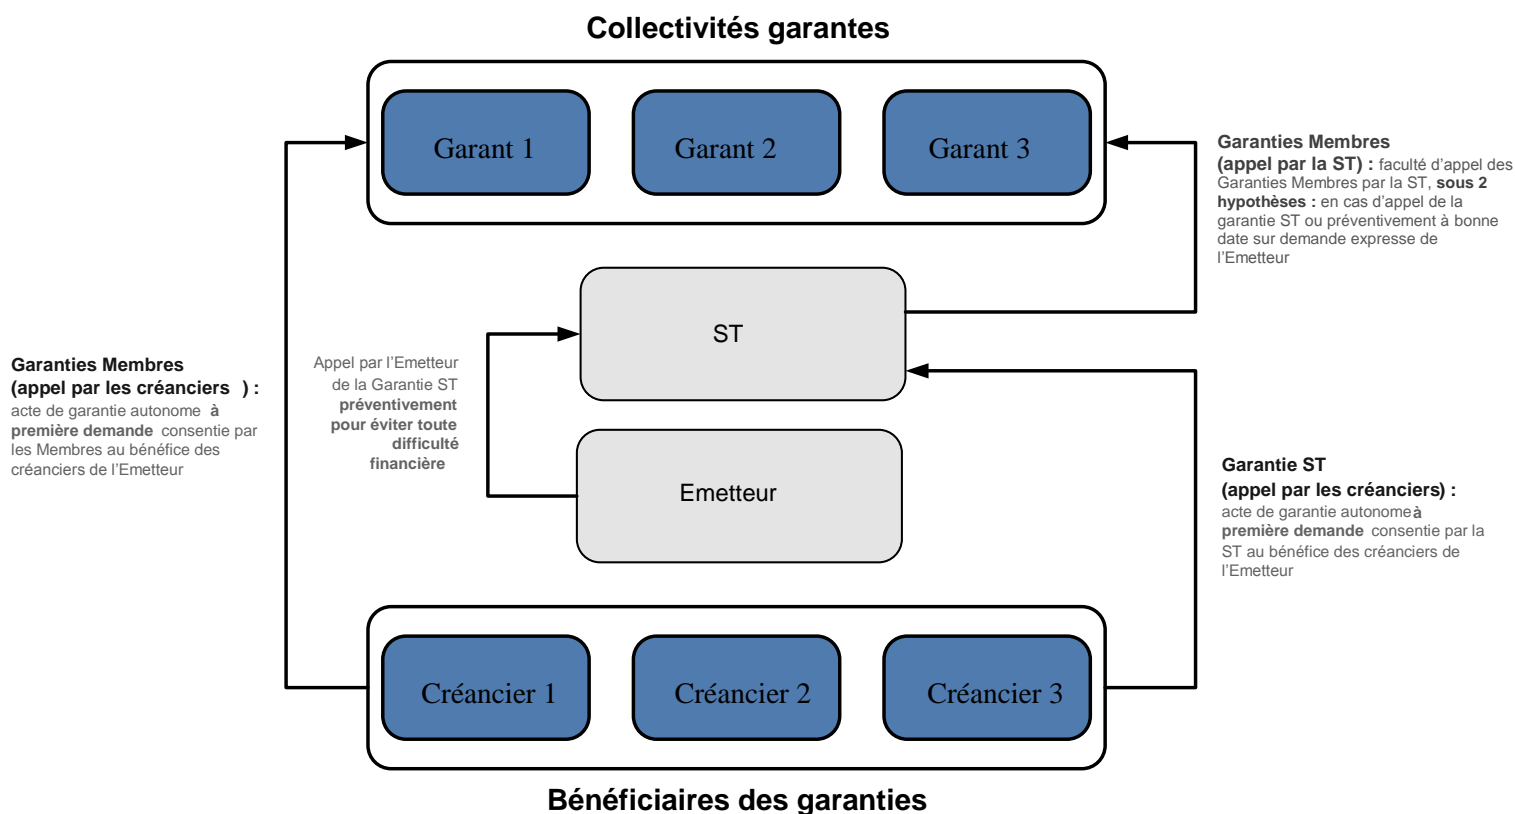 Collectivités garantes
Garant 1
Garant 2
Garant 3
Garanties Membres
(appel par la ST) : faculté d’appel des
Garanties Membres par la ST, sous 2
hypothèses : en cas d’appel de la
garantie ST ou préventivement à bonne
date sur demande expresse de
l’Emetteur
ST
Garanties Membres
(appel par les créanciers ) :
acte de garantie autonome à
première demande consentie par
les Membres au bénéfice des
créanciers de l’Emetteur
Appel par l’Emetteur
de la Garantie ST
préventivement
pour éviter toute
difficulté
financière
Emetteur
Garantie ST
(appel par les créanciers) :
acte de garantie autonome à
première demande consentie par la
ST au bénéfice des créanciers de
l’Emetteur
Créancier 1
Créancier 2
Créancier 3
Bénéficiaires des garanties